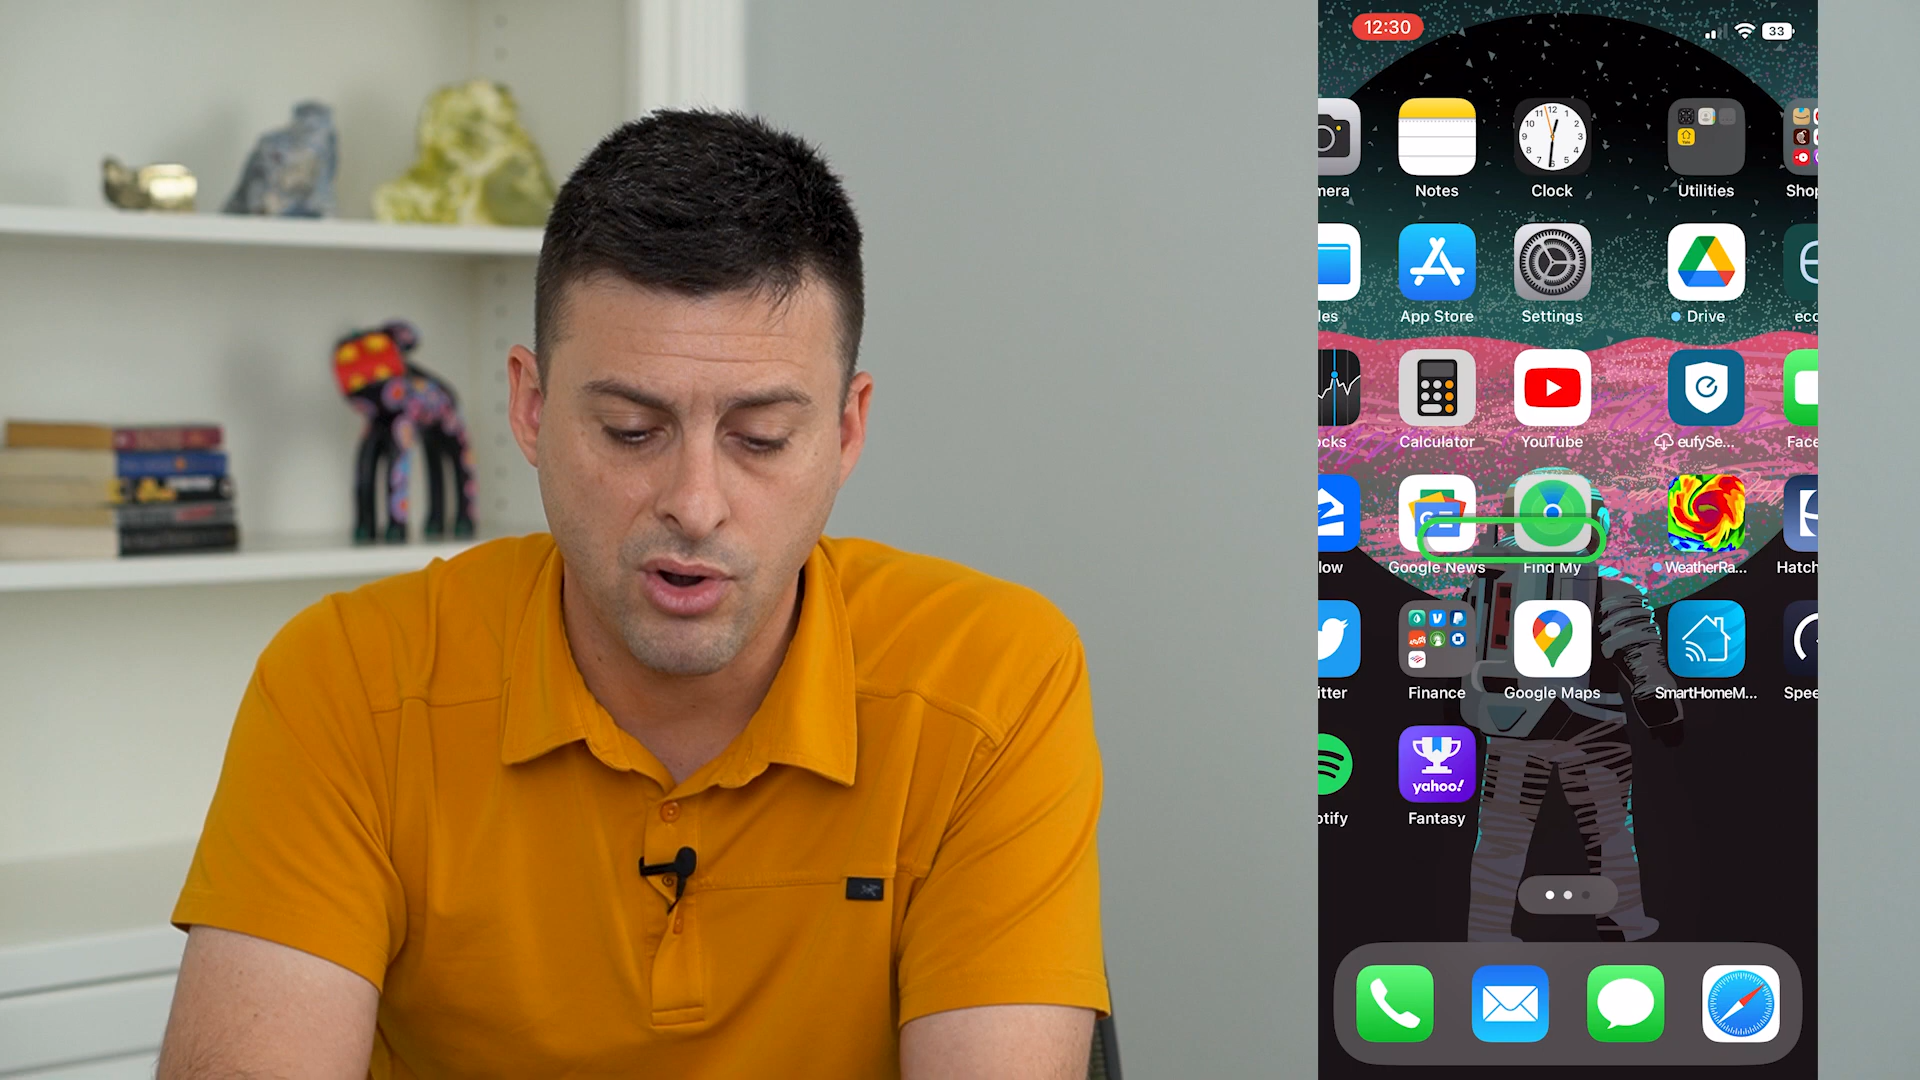 12:30
33
mera
Notes
Clock
Utilities
Shop
les
App Store
Settings
Drive
eco
ocks
Calculator
YouTube
eufySe...
Face
low
Google News
Find My
WeatherRa...
Hatch
itter
Finance
Google Maps
SmartHomeM...
Spee
yahoo!
otify
Fantasy